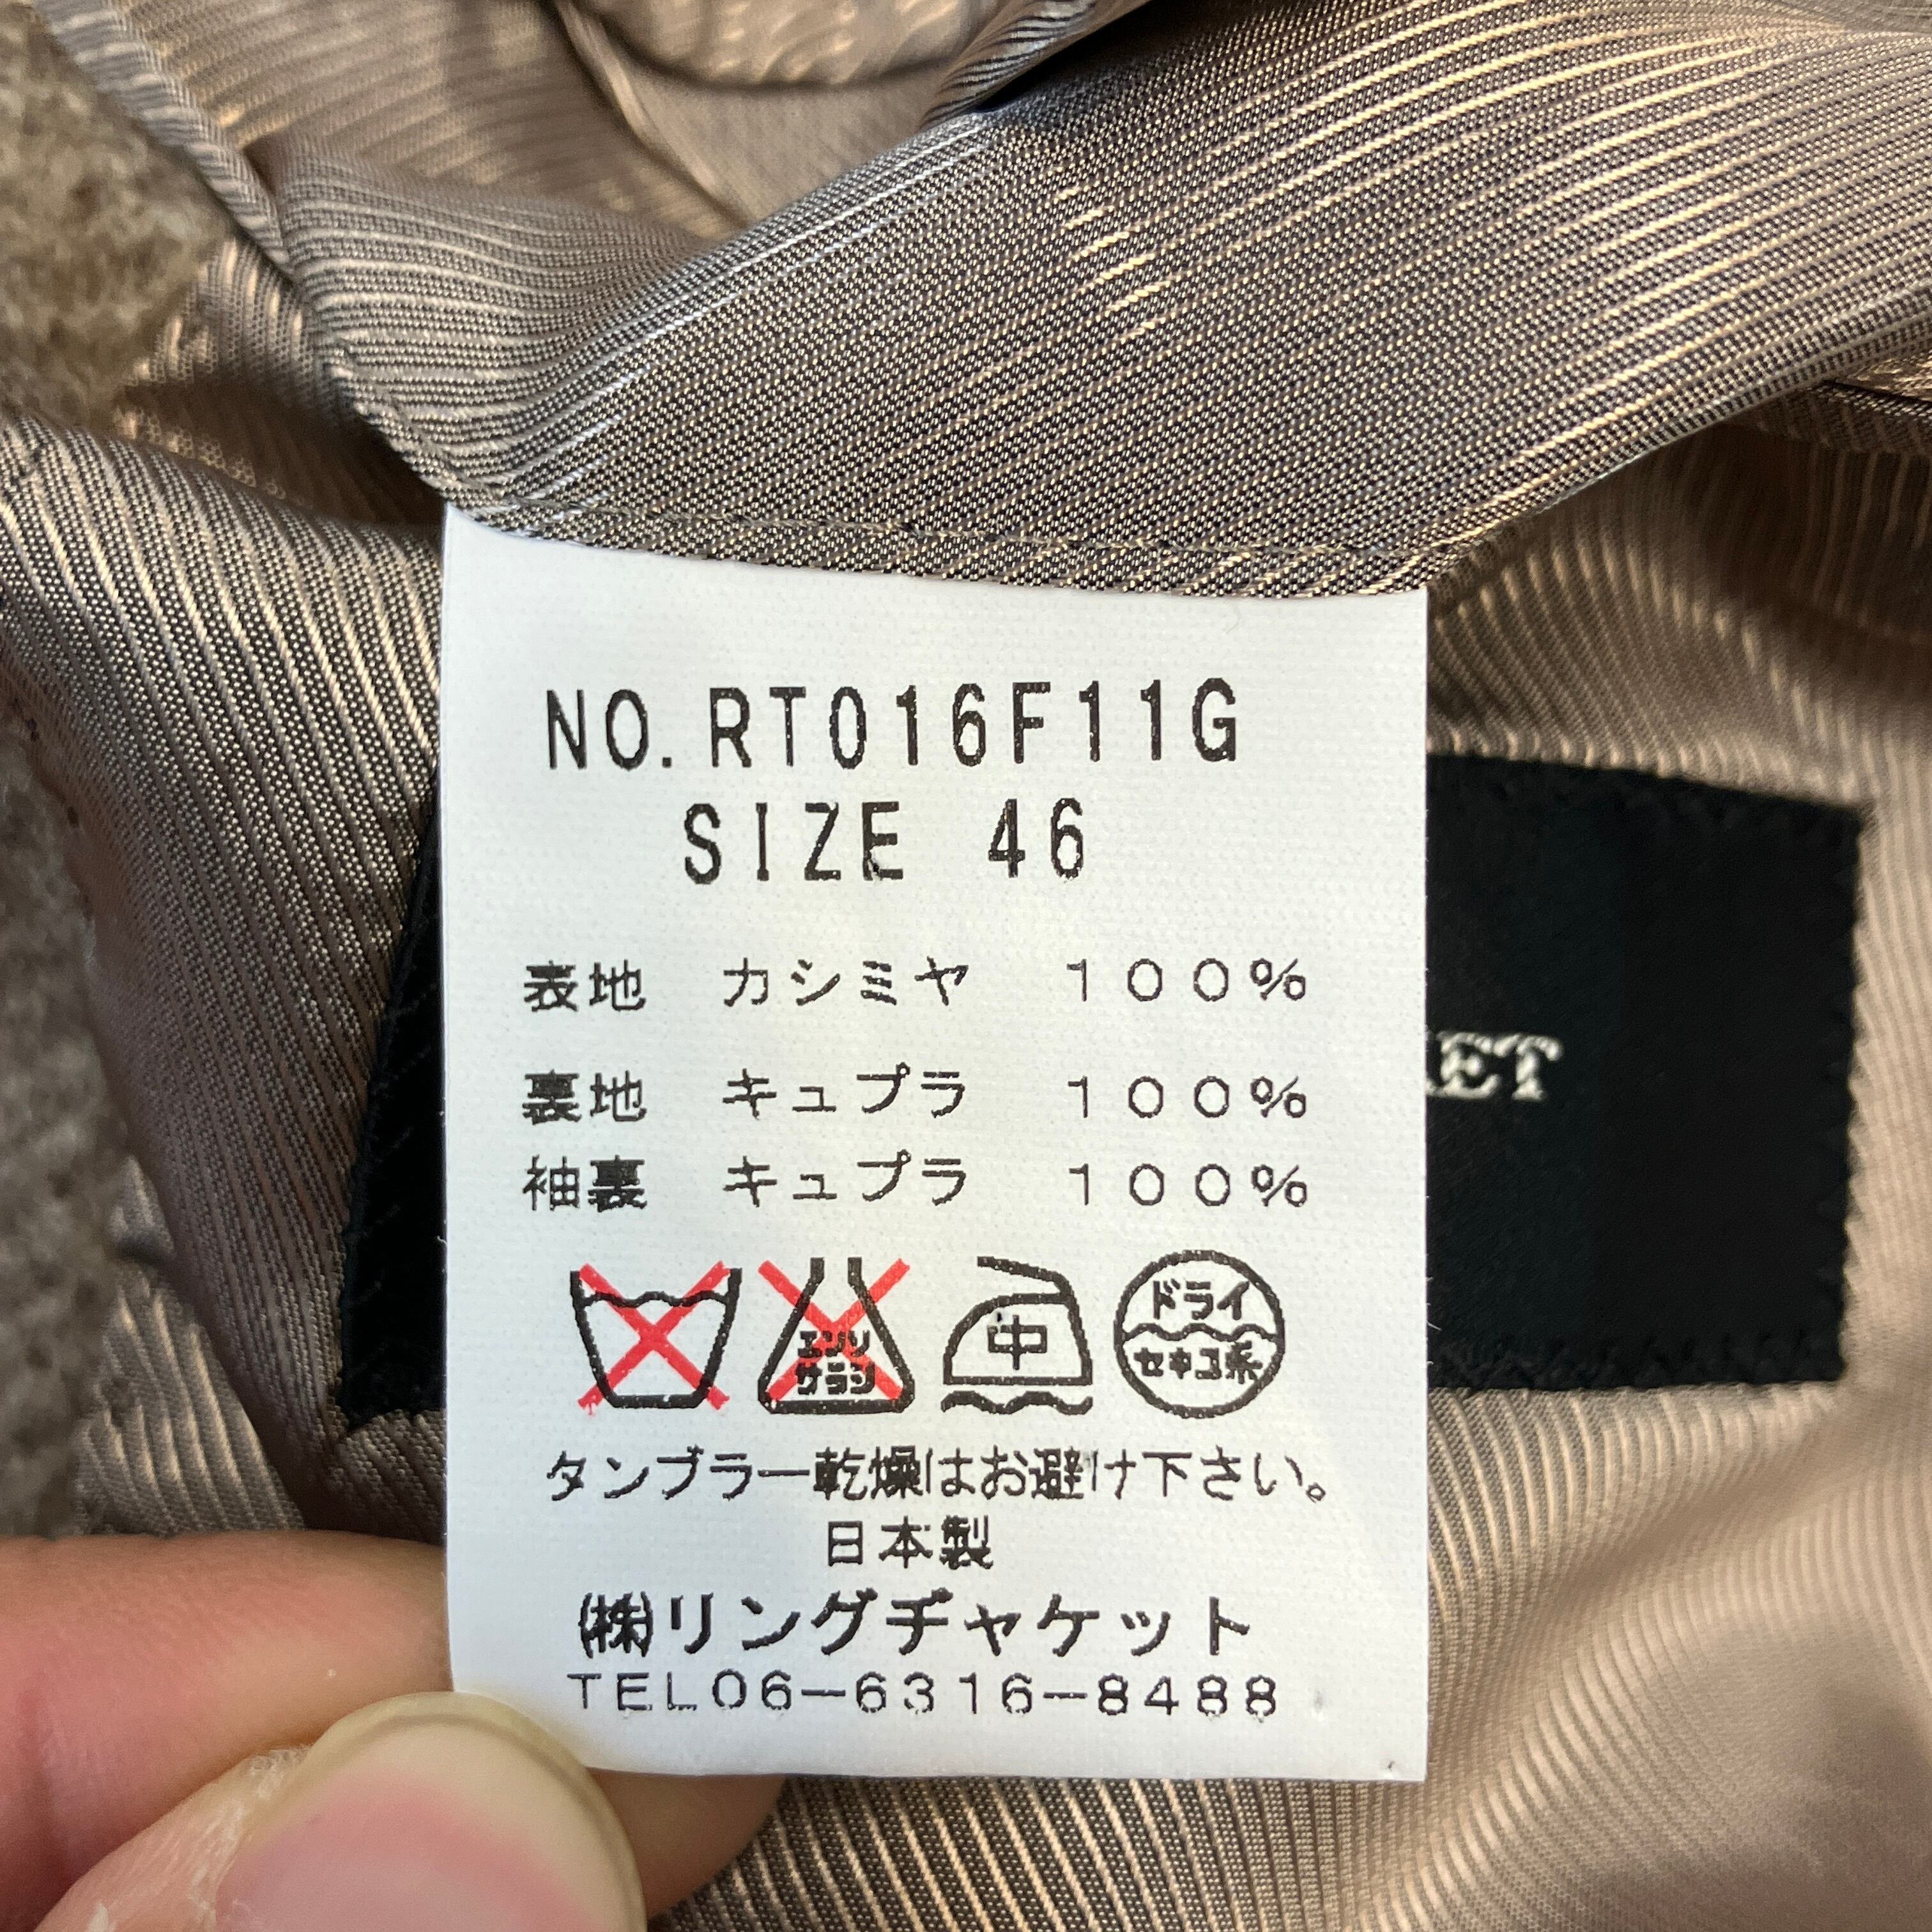 NO.RT016F11G
SIZE 46
表地 カシミヤ 100%
裏地 キュプラ 100%
袖裏 キュプラ 100%
エンソ
サラシ
中
ドライ
セキユ系
タンブラー乾燥はお避け下さい。
日本製
(株)リングヂャケット
TEL06-6316-8488